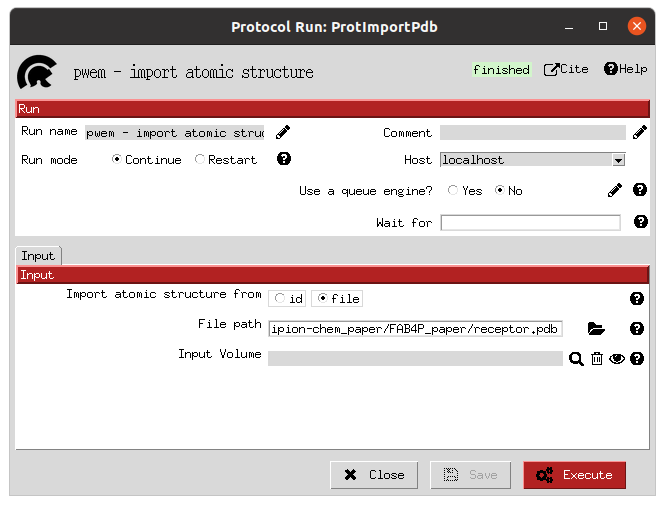 Protocol Run: ProtImportPdb
pwem - import atomic structure
finished Cite Help
Run
Run name pwem - import atomic struc Comment
Run mode Continue Restart Host localhost
Use a queue engine? Yes No
Wait for
Input
Input
Import atomic structure from id file
File path ipion-chem_paper/FAB4P_paper/receptor.pdb
Input Volume
Close Save Execute